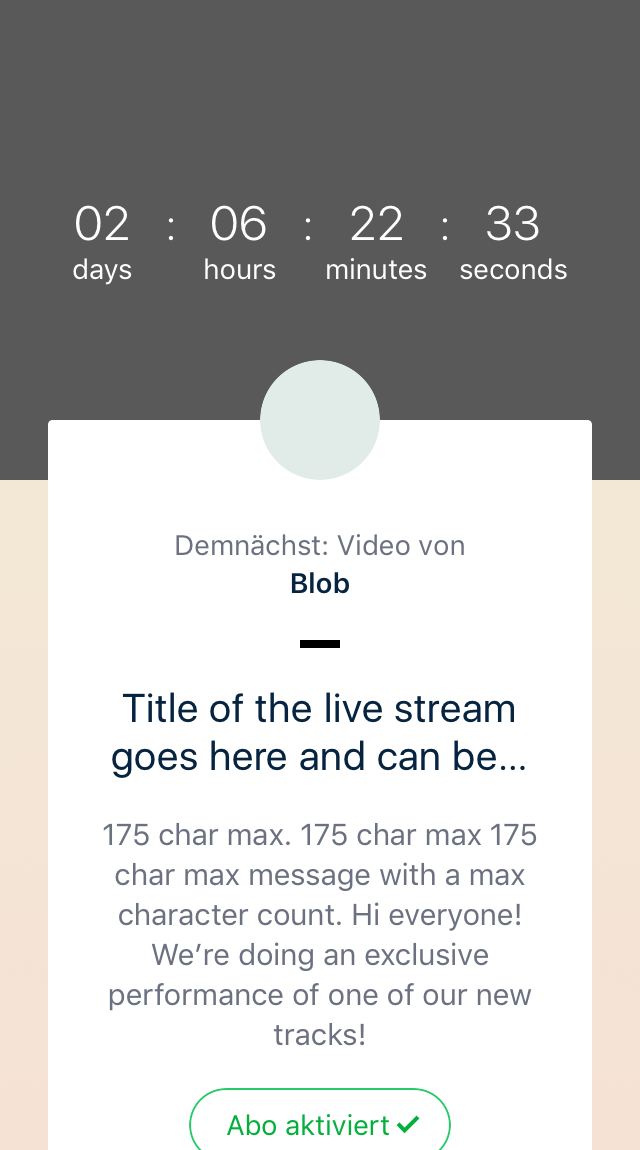 02 : 06 : 22 : 33
days hours minutes seconds
Demnächst: Video von
Blob
Title of the live stream
goes here and can be…
175 char max. 175 char max 175
char max message with a max
character count. Hi everyone!
We’re doing an exclusive
performance of one of our new
tracks!
Abo aktiviert ✓